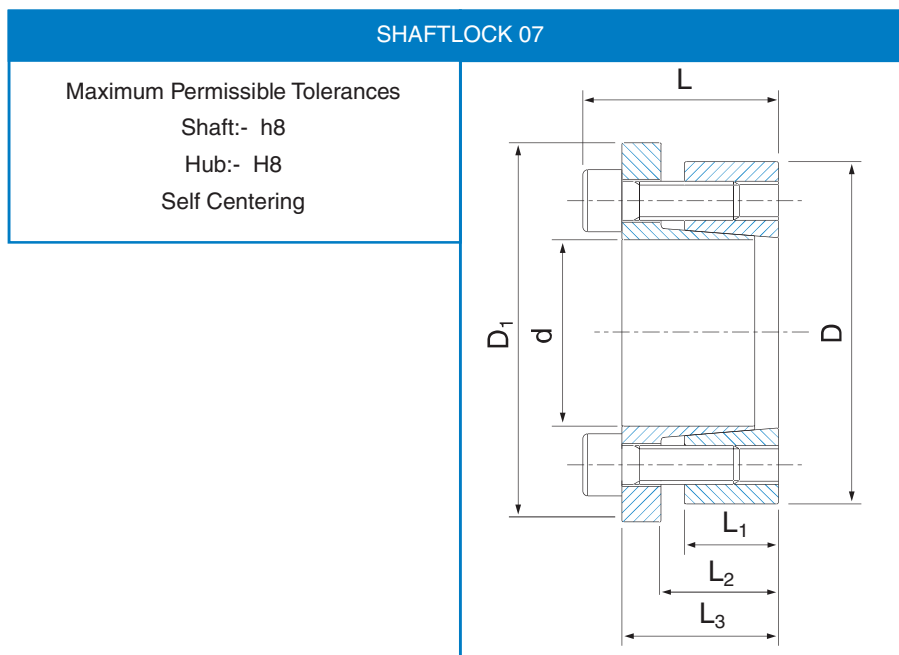 SHAFTLOCK 07
Maximum Permissible Tolerances
Shaft:- h8
Hub:- H8
Self Centering
L
D₁
d
D
L₁
L₂
L₃